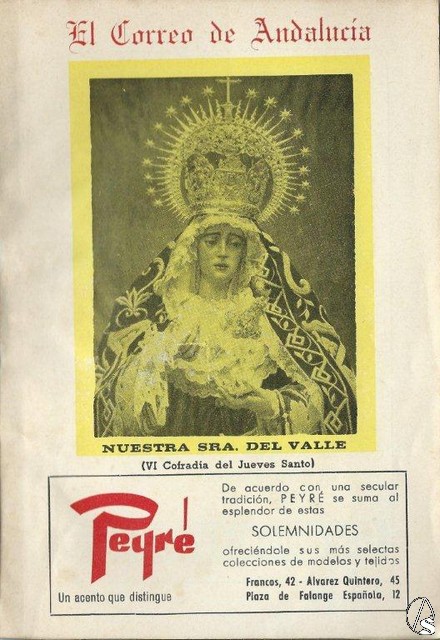 El Correo de Andalucía
NUESTRA SRA. DEL VALLE
(VI Cofradía del Jueves Santo)
Peyré
Un acento que distingue
De acuerdo con una secular
tradición, PEYRÉ se suma al
esplendor de estas
SOLEMNIDADES
ofreciéndole sus más selectas
colecciones de modelos y tejidos
Francos, 42 - Alvarez Quintero, 45
Plaza de Falange Española, 12